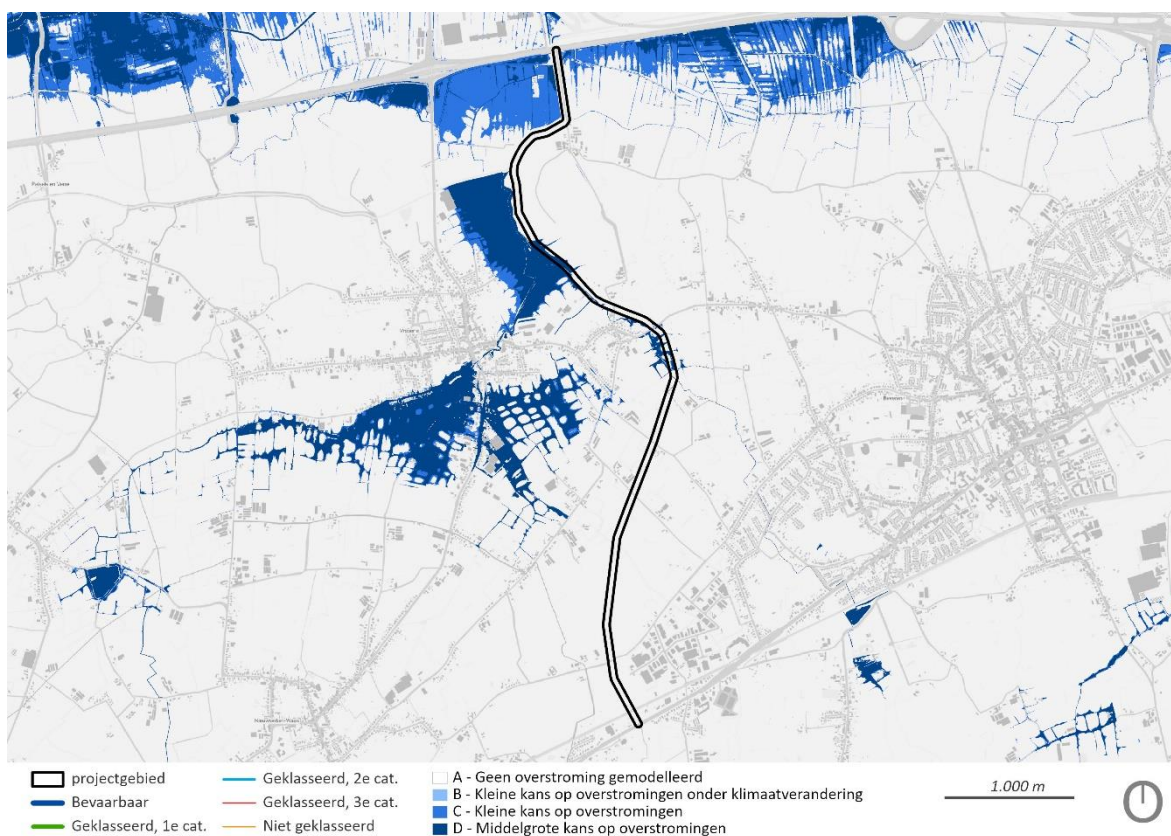 Beveren
projectgebied
Bevaarbaar
Geklasseerd, 1e cat.
Geklasseerd, 2e cat.
Geklasseerd, 3e cat.
Niet geklasseerd
A - Geen overstroming gemodelleerd
B - Kleine kans op overstromingen onder klimaatverandering
C - Kleine kans op overstromingen
D - Middelgrote kans op overstromingen
1.000 m